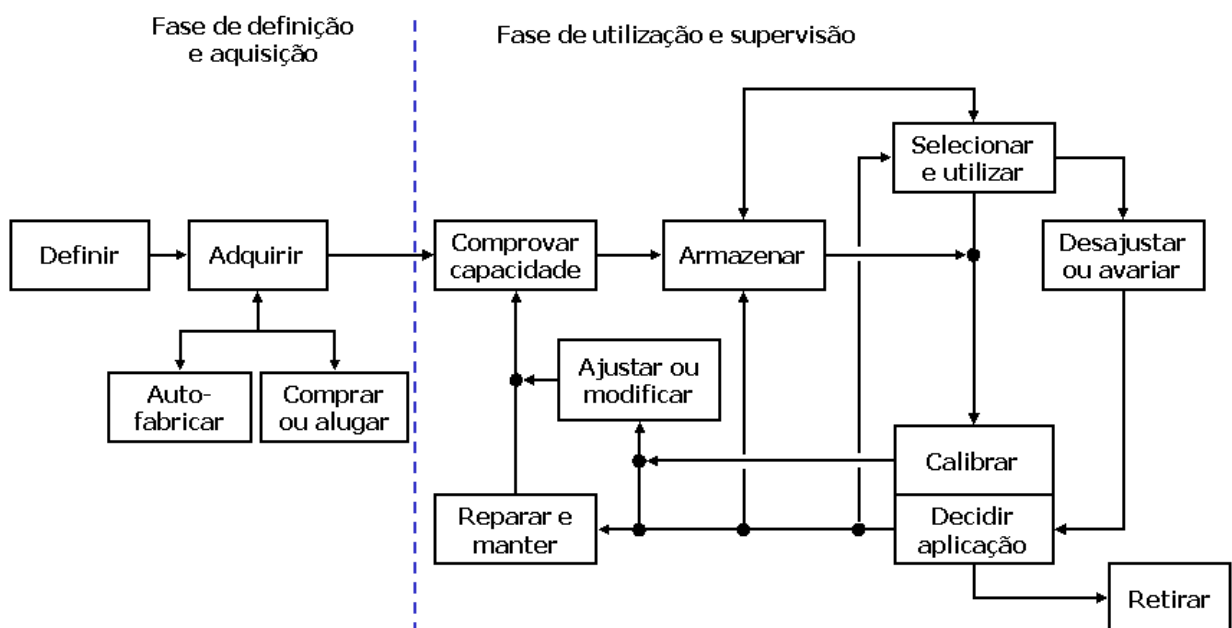 Fase de definição
e aquisição
Fase de utilização e supervisão
Selecionar
e utilizar
Definir
Adquirir
Comprovar
capacidade
Armazenar
Desajustar
ou avariar
Auto-
fabricar
Comprar
ou alugar
Ajustar ou
modificar
Calibrar
Reparar e
manter
Decidir
aplicação
Retirar